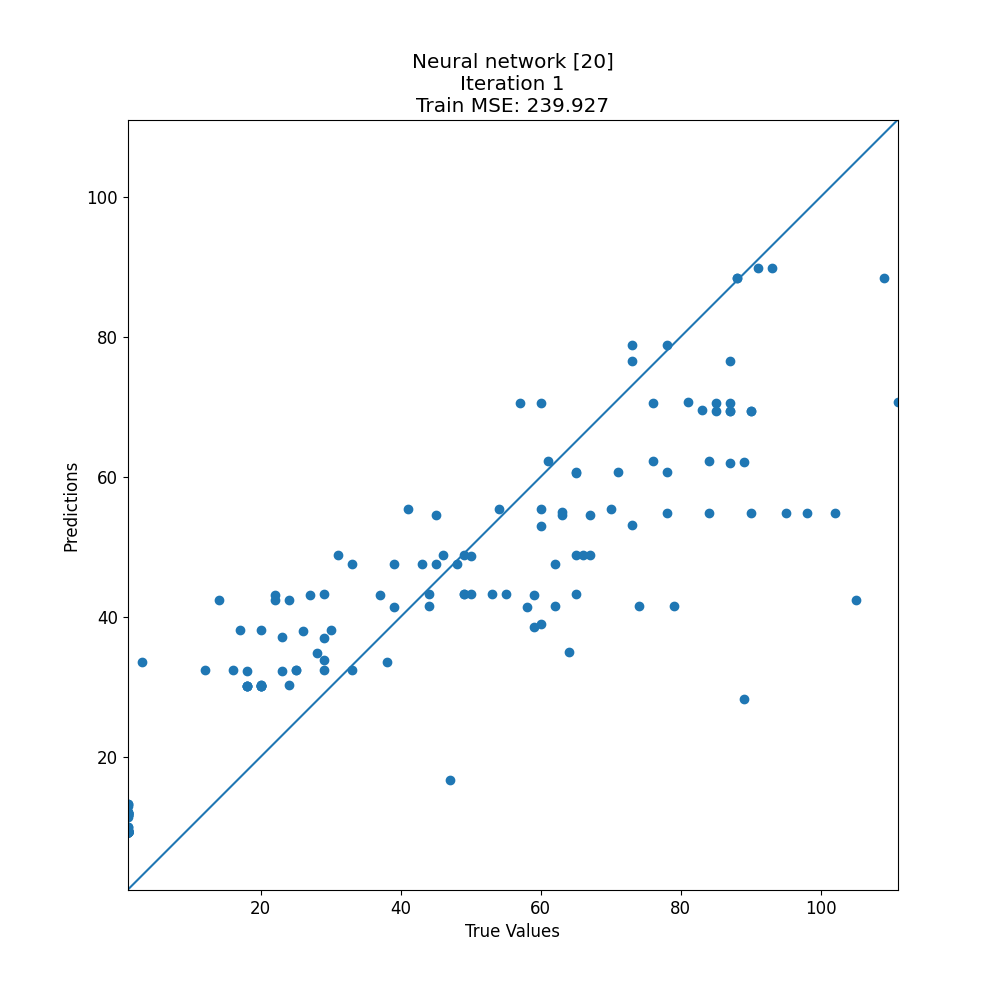 Neural network [20]
Iteration 1
Train MSE: 239.927
100
80
60
40
20
Predictions
20 40 60 80 100
True Values